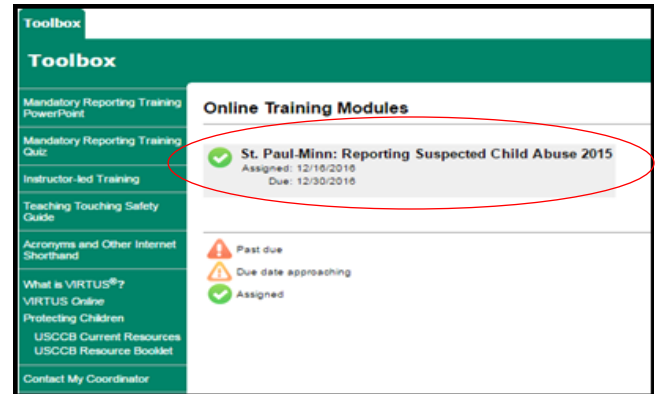 Toolbox
Toolbox
Mandatory Reporting Training
PowerPoint
Mandatory Reporting Training
Quiz
Instructor-led Training
Teaching Touching Safety
Guide
Acronyms and Other Internet
Shorthand
What is VIRTUS®?
VIRTUS Online
Protecting Children
USCCB Current Resources
USCCB Resource Booklet
Contact My Coordinator
Online Training Modules
St. Paul-Minn: Reporting Suspected Child Abuse 2015
Assigned: 12/16/2016
Due: 12/30/2016
Past due
Due date approaching
Assigned